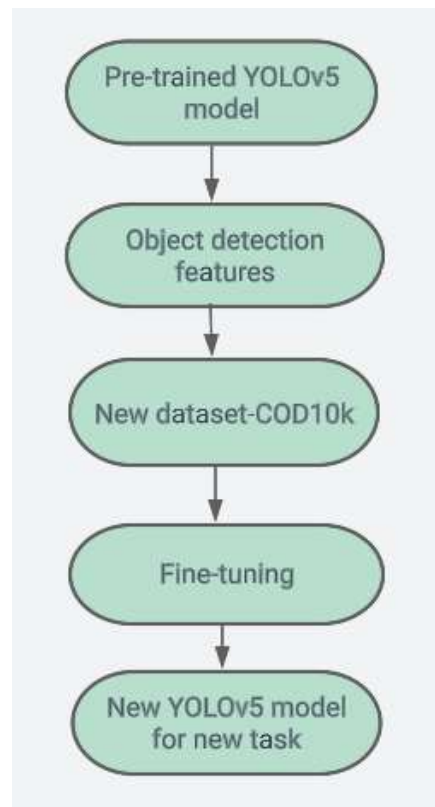 Pre-trained YOLOv5
model
Object detection
features
New dataset-COD10k
Fine-tuning
New YOLOv5 model
for new task